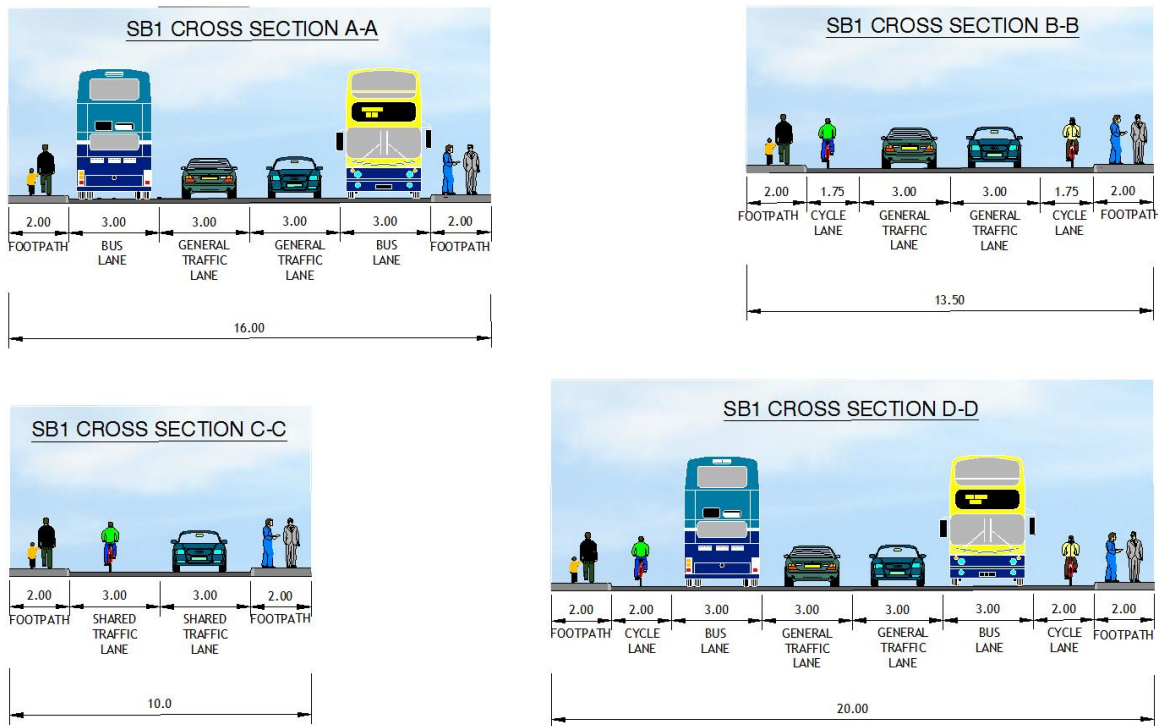 SB1 CROSS SECTION A-A
2.00 3.00 3.00 3.00 3.00 2.00
FOOTPATH BUS GENERAL GENERAL BUS FOOTPATH
LANE TRAFFIC TRAFFIC LANE
LANE LANE
16.00
SB1 CROSS SECTION B-B
2.00 1.75 3.00 3.00 1.75 2.00
FOOTPATH CYCLE GENERAL GENERAL CYCLE FOOTPATH
LANE TRAFFIC TRAFFIC LANE
LANE LANE
13.50
SB1 CROSS SECTION C-C
2.00 3.00 3.00 2.00
FOOTPATH SHARED SHARED FOOTPATH
TRAFFIC TRAFFIC
LANE LANE
10.0
SB1 CROSS SECTION D-D
2.00 2.00 3.00 3.00 3.00 3.00 2.00 2.00
FOOTPATH CYCLE BUS GENERAL GENERAL BUS CYCLE FOOTPATH
LANE LANE TRAFFIC TRAFFIC LANE LANE
LANE LANE
20.00